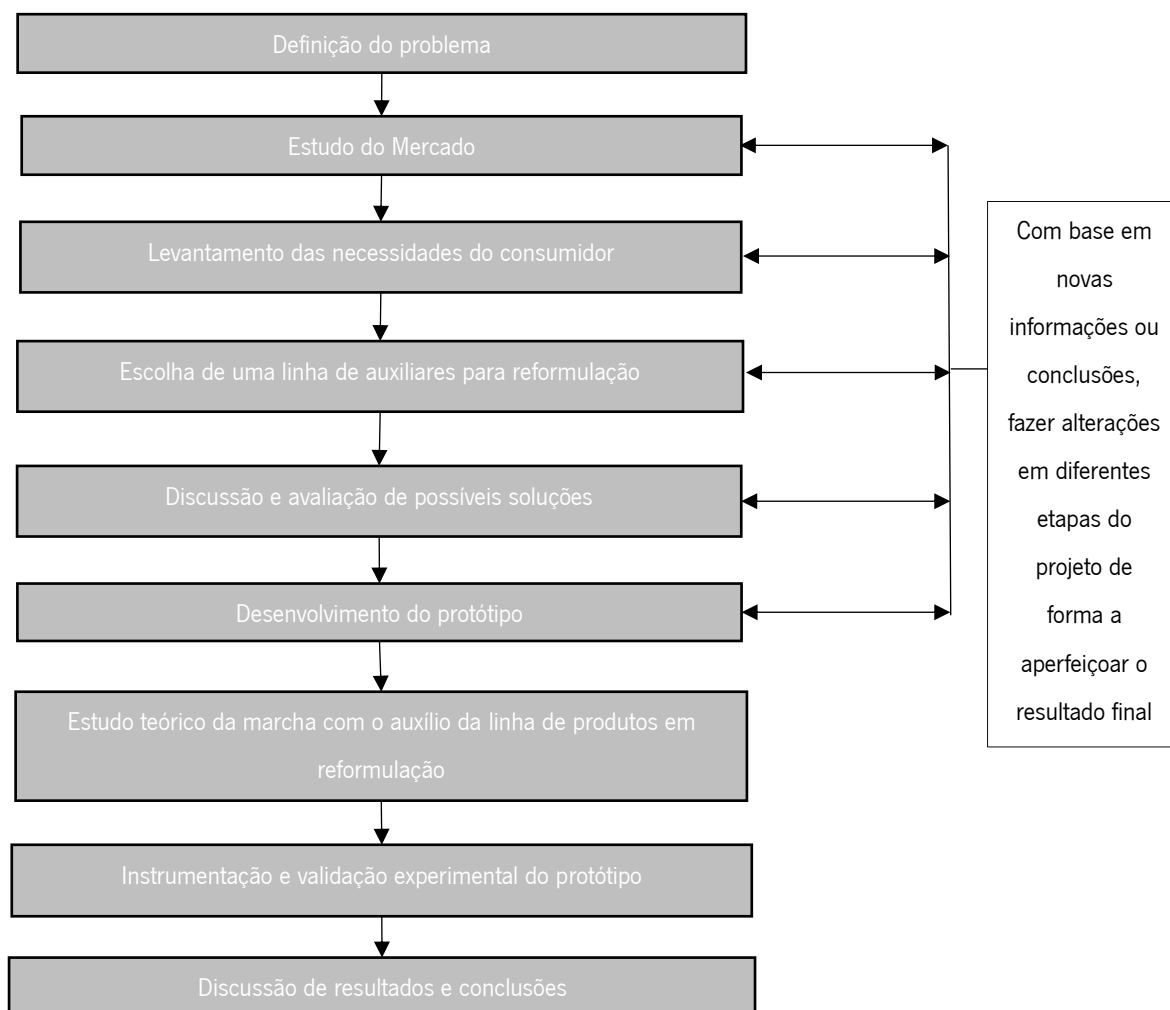 Definição do problema
Estudo do Mercado
Levantamento das necessidades do consumidor
Escolha de uma linha de auxiliares para reformulação
Discussão e avaliação de possíveis soluções
Desenvolvimento do protótipo
Estudo teórico da marcha com o auxílio da linha de produtos em
reformulação
Instrumentação e validação experimental do protótipo
Discussão de resultados e conclusões
Com base em
novas
informações ou
conclusões,
fazer alterações
em diferentes
etapas do
projeto de
forma a
aperfeiçoar o
resultado final